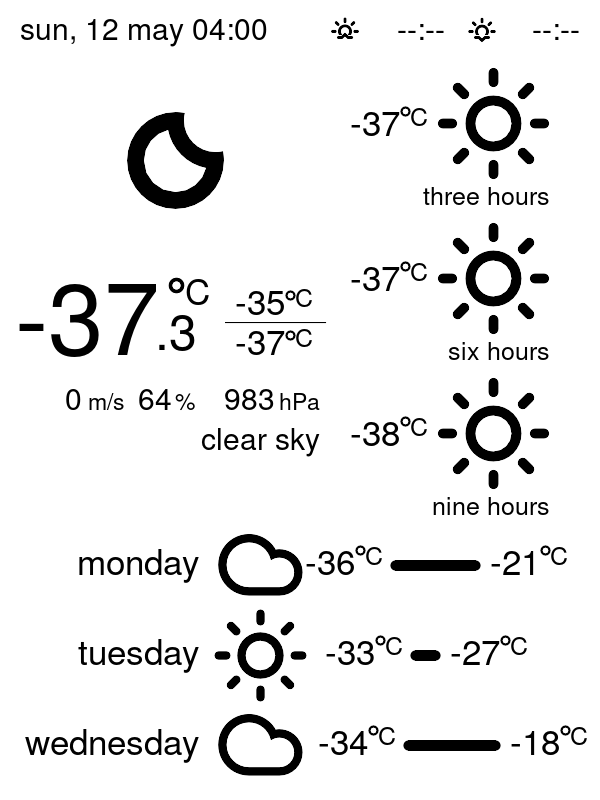 sun, 12 may 04:00 --:-- --:--
-37°C
three hours
-37.3°C
-35°C
-37°C
-37°C
six hours
0 m/s 64% 983 hPa
clear sky
-38°C
nine hours
monday -36°C -21°C
tuesday -33°C -27°C
wednesday -34°C -18°C